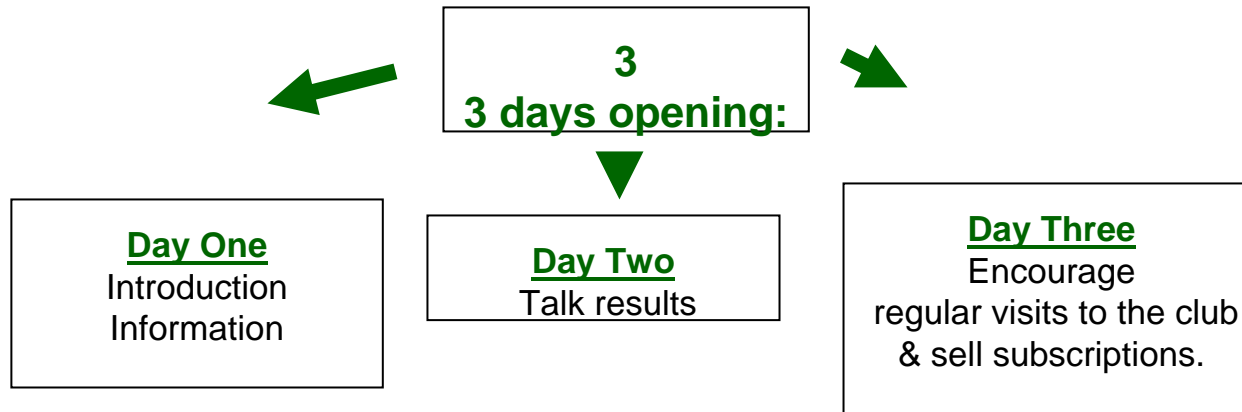 3
3 days opening:
Day One
Introduction
Information
Day Two
Talk results
Day Three
Encourage
regular visits to the club
& sell subscriptions.